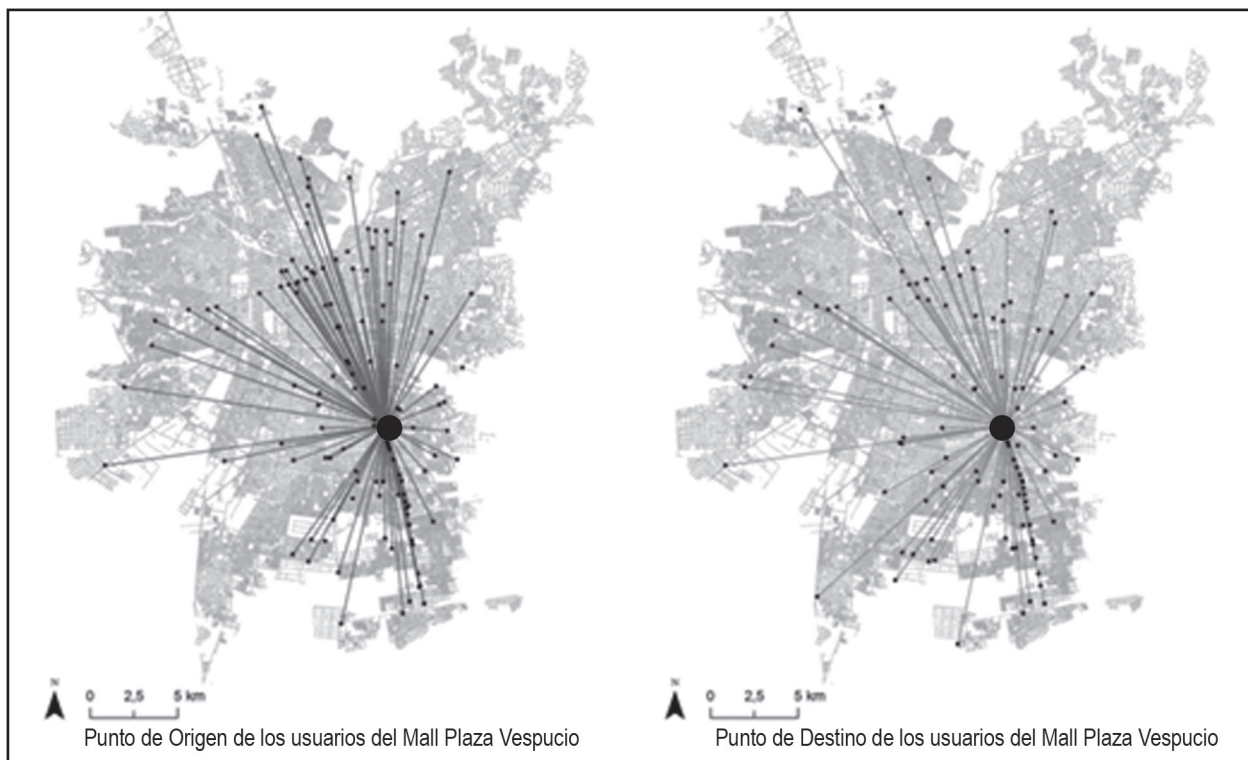 N
0 2,5 5 km
Punto de Origen de los usuarios del Mall Plaza Vespucio
N
0 2,5 5 km
Punto de Destino de los usuarios del Mall Plaza Vespucio